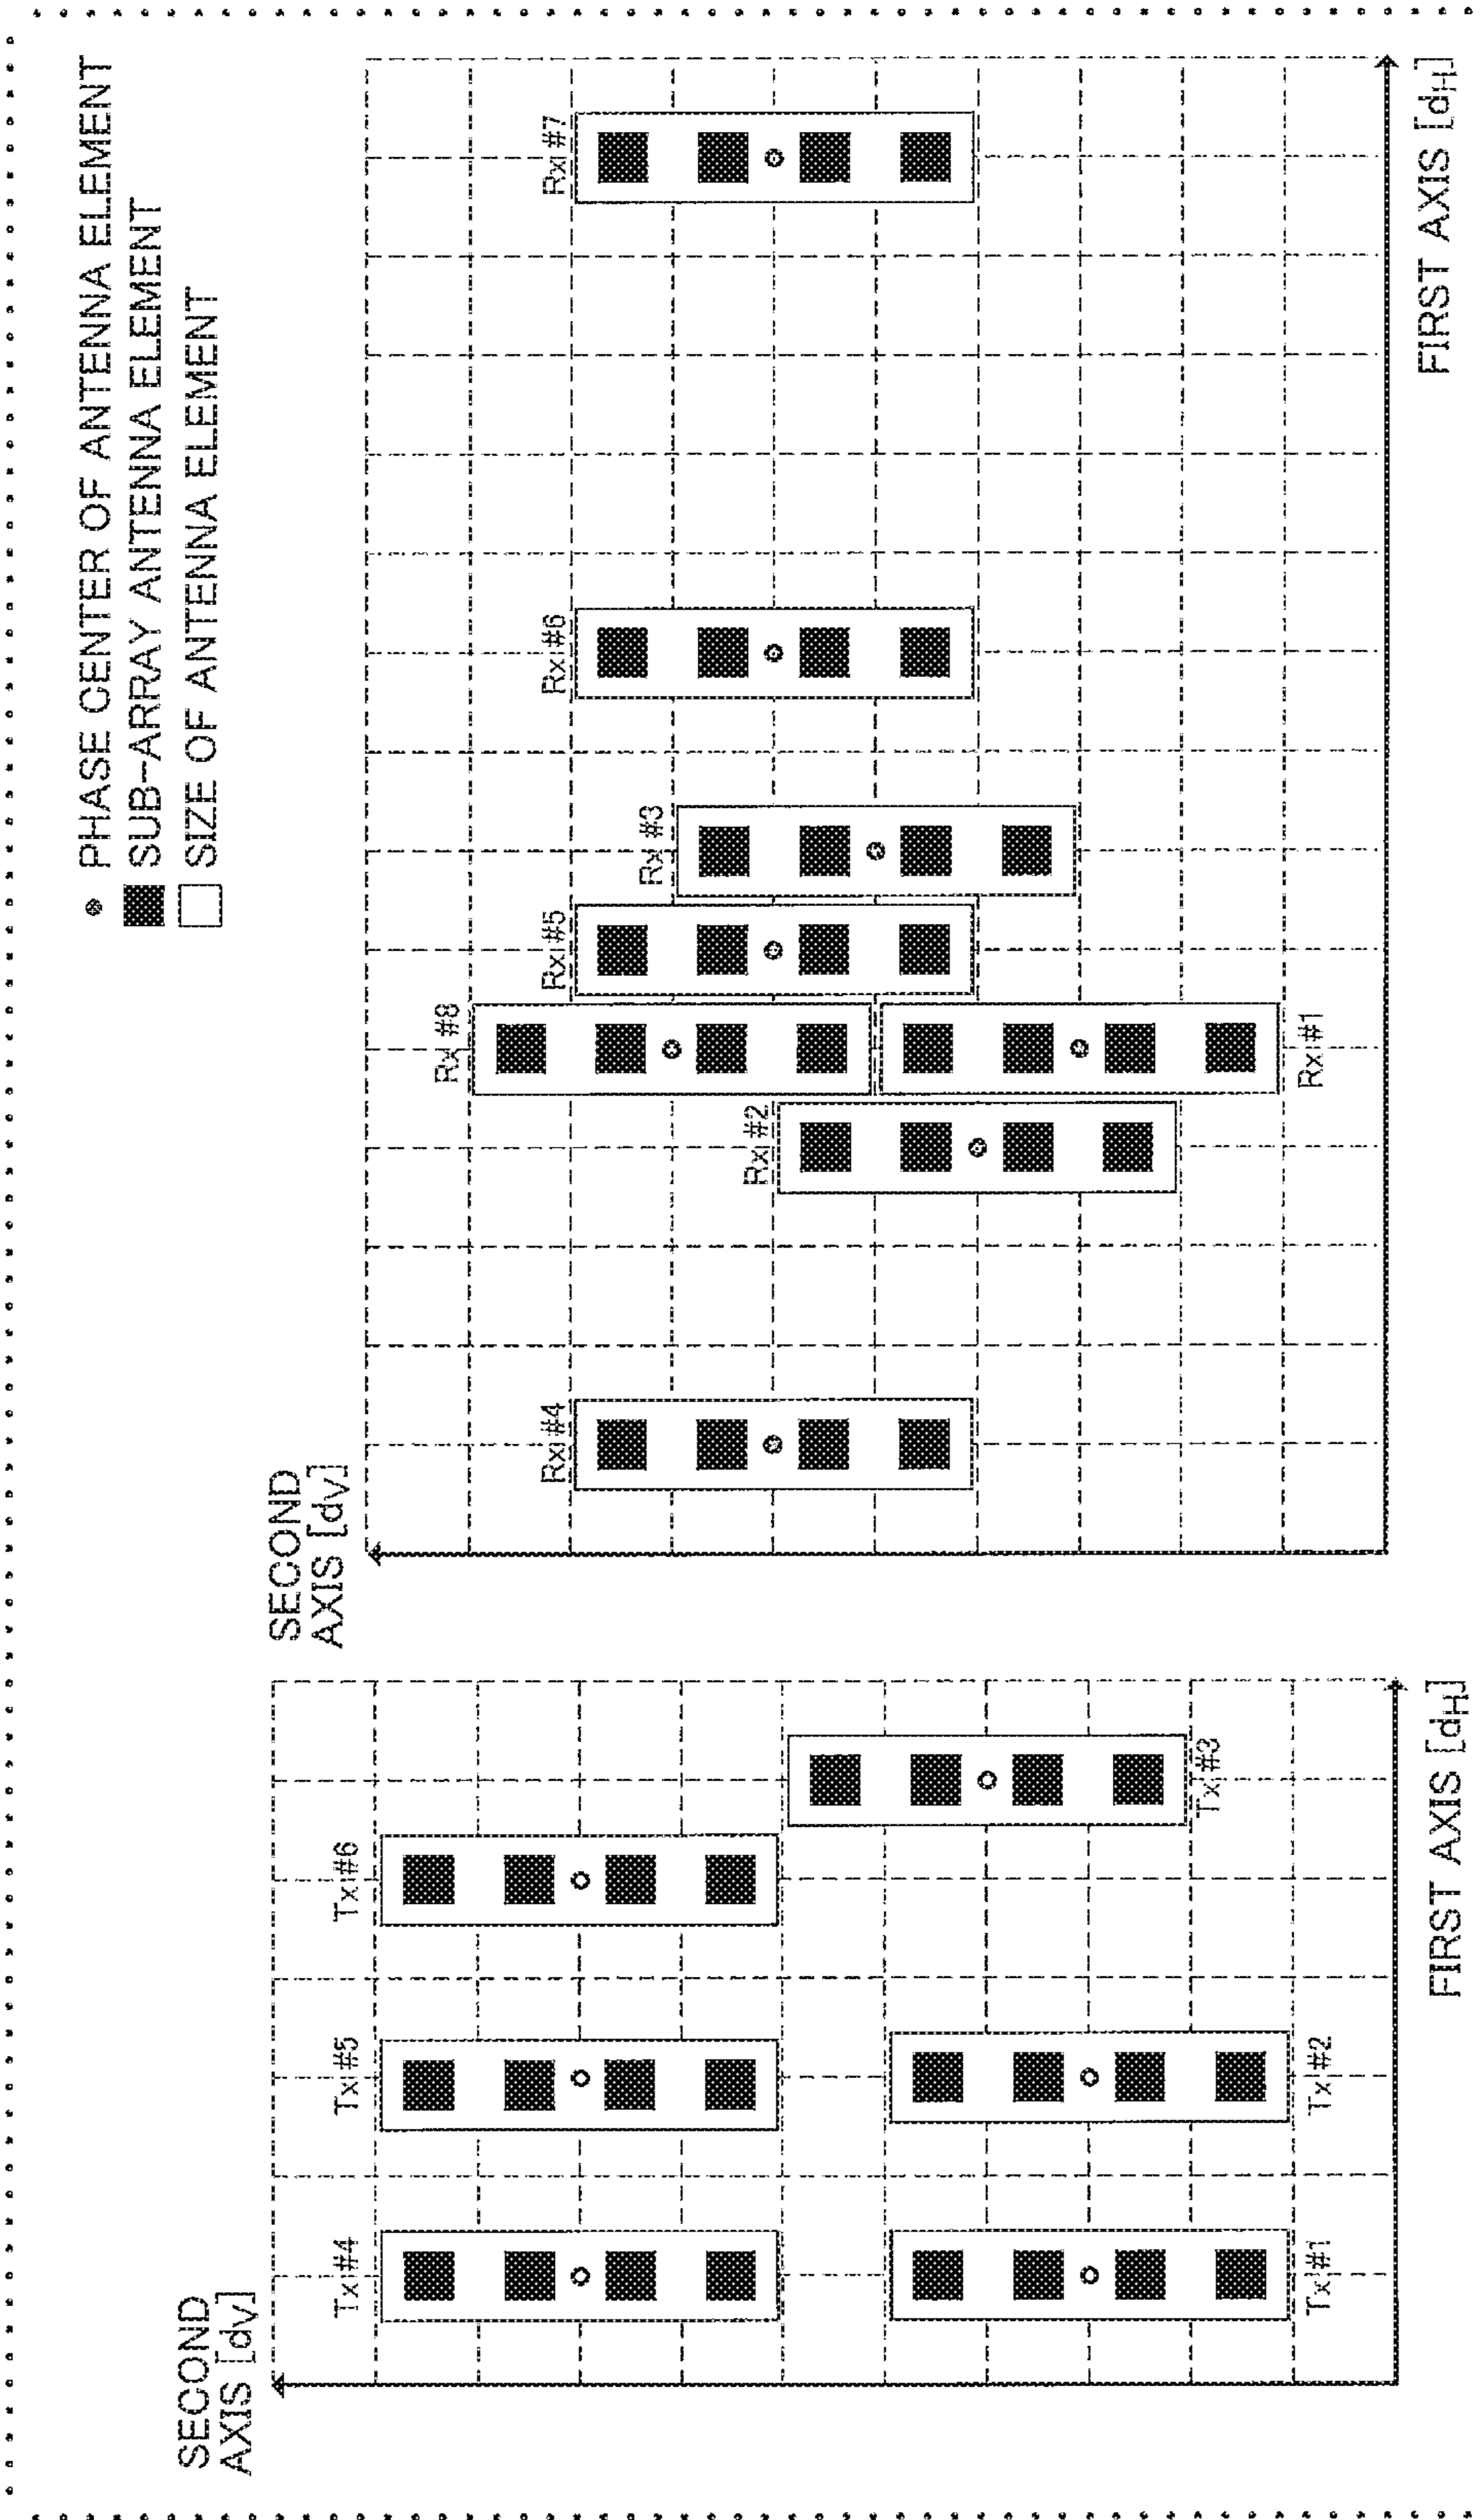 PHASE CENTER OF ANTENNA ELEMENT
SUB-ARRAY ANTENNA ELEMENT
SIZE OF ANTENNA ELEMENT
SECOND
AXIS [dV]
Tx #4
Tx #5
Tx #6
Tx #1
Tx #2
Tx #3
FIRST AXIS [dH]
SECOND
AXIS [dV]
Rx #4
Rx #2
Rx #8
Rx #1
Rx #5
Rx #3
Rx #6
Rx #7
FIRST AXIS [dH]